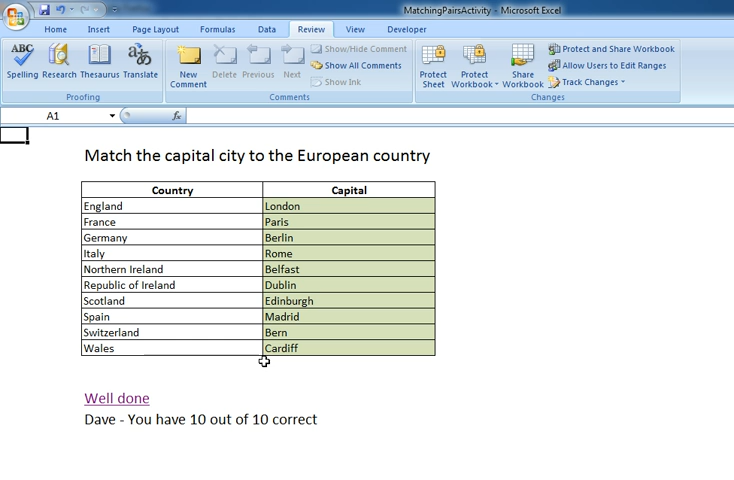 MatchingPairsActivity - Microsoft Excel
Home Insert Page Layout Formulas Data Review View Developer
ABC
Spelling Research Thesaurus Translate
Proofing
New Comment Delete Previous Next
Show/Hide Comment
Show All Comments
Show Ink
Comments
Protect Sheet Protect Workbook Share Workbook
Protect and Share Workbook
Allow Users to Edit Ranges
Track Changes
Changes
A1 fx
Match the capital city to the European country
Country Capital
England London
France Paris
Germany Berlin
Italy Rome
Northern Ireland Belfast
Republic of Ireland Dublin
Scotland Edinburgh
Spain Madrid
Switzerland Bern
Wales Cardiff
Well done
Dave - You have 10 out of 10 correct